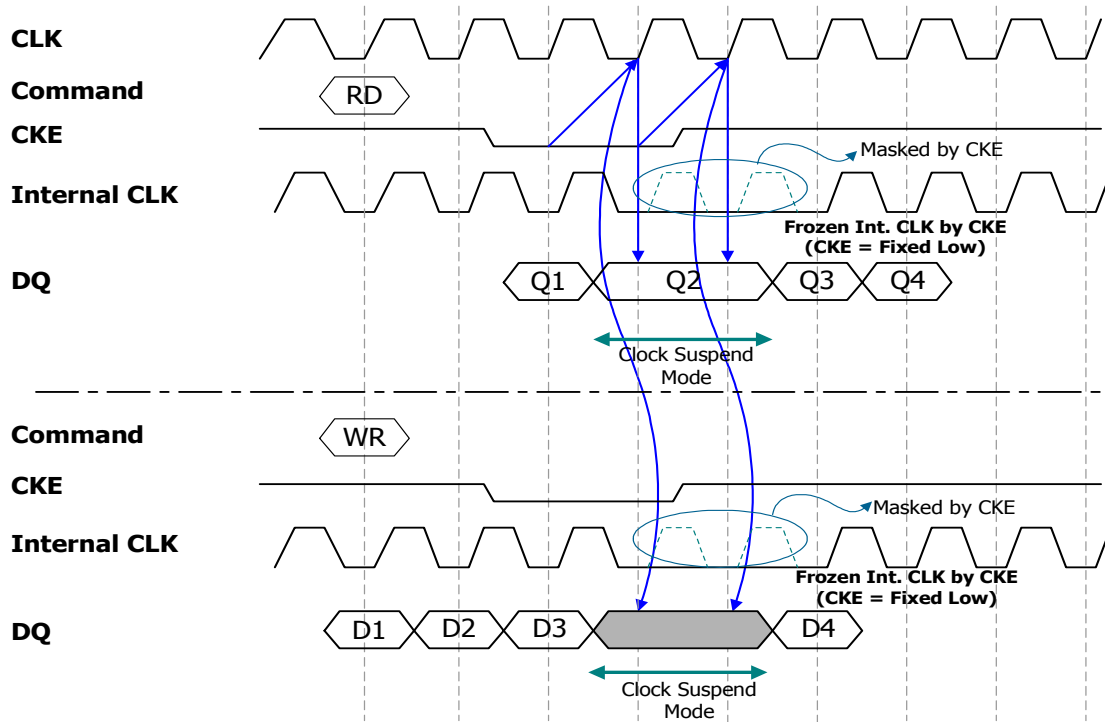 CLK
Command
RD
CKE
Masked by CKE
Internal CLK
Frozen Int. CLK by CKE
(CKE = Fixed Low)
DQ
Q1
Q2
Q3
Q4
Clock Suspend
Mode
Command
WR
CKE
Masked by CKE
Internal CLK
Frozen Int. CLK by CKE
(CKE = Fixed Low)
DQ
D1
D2
D3
D4
Clock Suspend
Mode